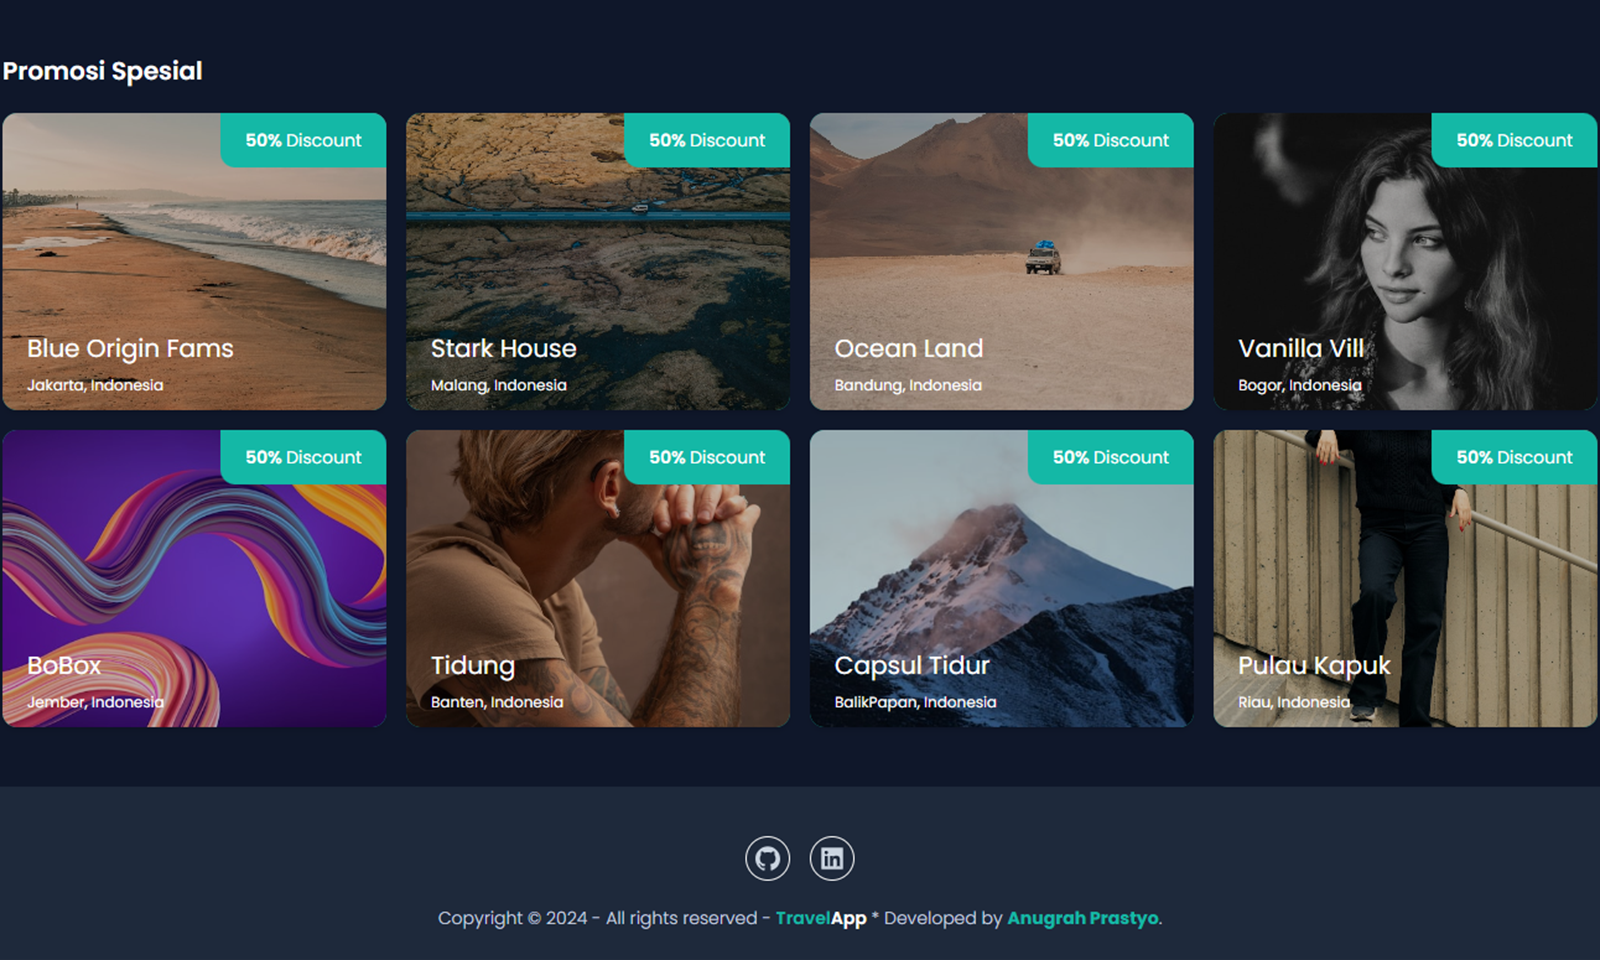 Promosi Spesial
50% Discount
50% Discount
50% Discount
50% Discount
Blue Origin Fams
Stark House
Ocean Land
Vanilla Vill
Jakarta, Indonesia
Malang, Indonesia
Bandung, Indonesia
Bogor, Indonesia
50% Discount
50% Discount
50% Discount
50% Discount
BoBox
Tidung
Capsul Tidur
Pulau Kapuk
Jember, Indonesia
Banten, Indonesia
BalikPapan, Indonesia
Riau, Indonesia
in
Copyright © 2024 - All rights reserved - TravelApp * Developed by Anugrah Prastyo.